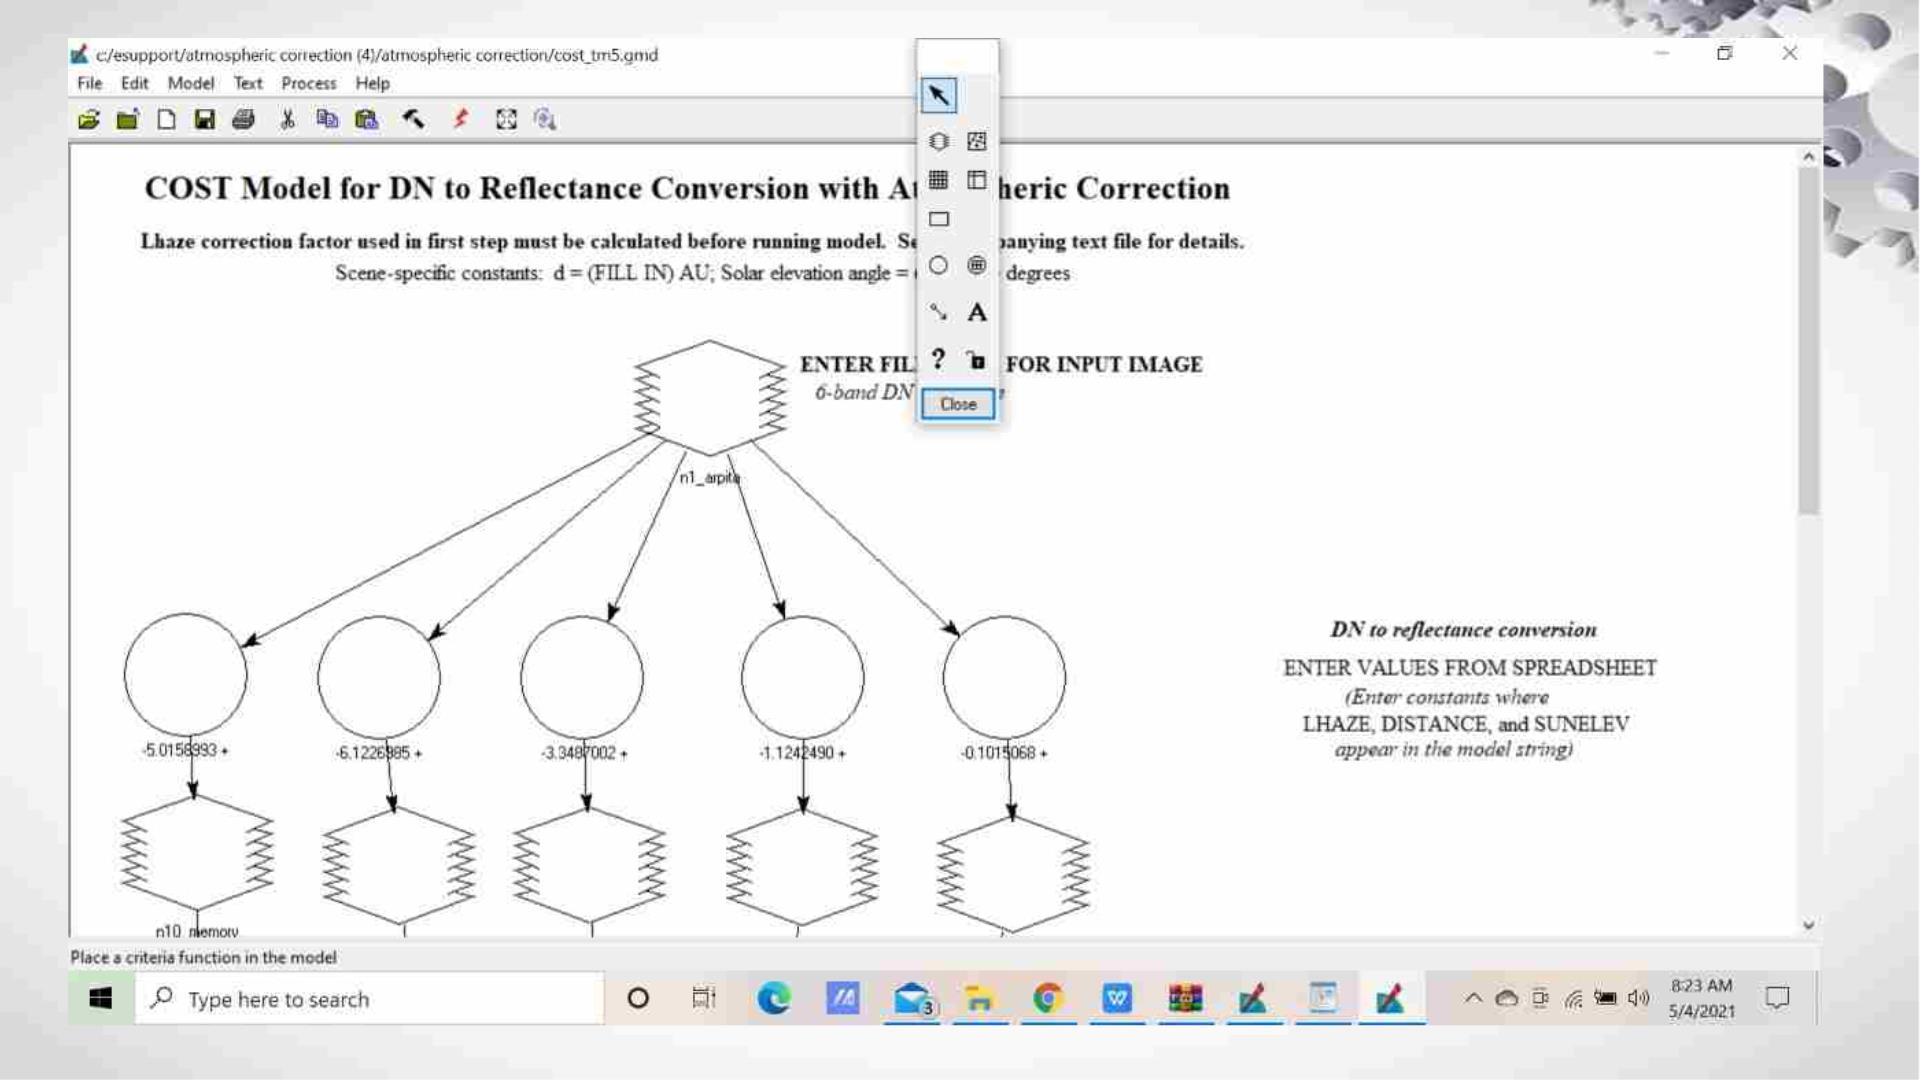 c:/esupport/atmospheric correction (4)/atmospheric correction/cost_tm5.gmd
File Edit Model Text Process Help
COST Model for DN to Reflectance Conversion with At heric Correction
Lhaze correction factor used in first step must be calculated before running model. Se panying text file for details.
Scene-specific constants: d = (FILL IN) AU; Solar elevation angle = degrees
A
?
Close
ENTER FIL FOR INPUT IMAGE
6-band DN
n1_arpita
DN to reflectance conversion
ENTER VALUES FROM SPREADSHEET
(Enter constants where
LHAZE, DISTANCE, and SUNELEV
appear in the model string)
-5.0158993 + -6.1226985 + -3.3487002 + -1.1242490 + -0.1015068 +
n10_memory
Place a criteria function in the model
Type here to search
3
8:23 AM
5/4/2021